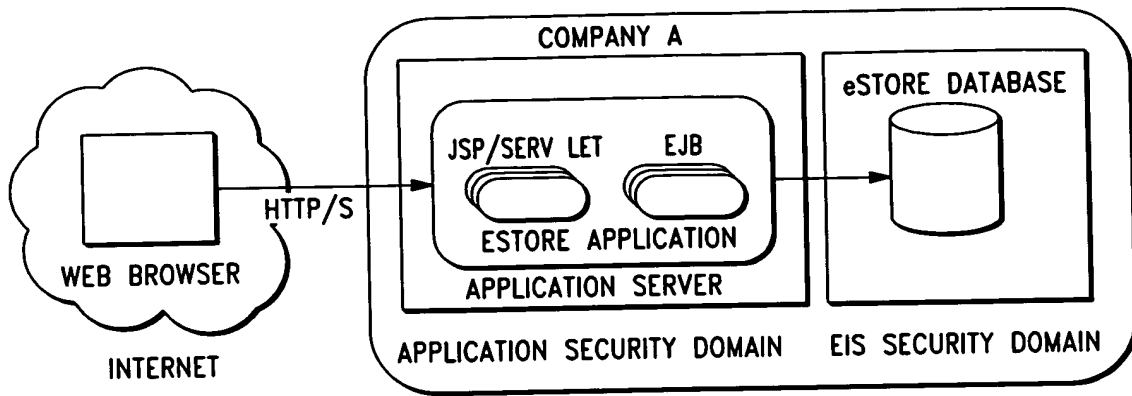 COMPANY A
eSTORE DATABASE
JSP/SERV LET
EJB
HTTP/S
ESTORE APPLICATION
WEB BROWSER
APPLICATION SERVER
INTERNET
APPLICATION SECURITY DOMAIN
EIS SECURITY DOMAIN